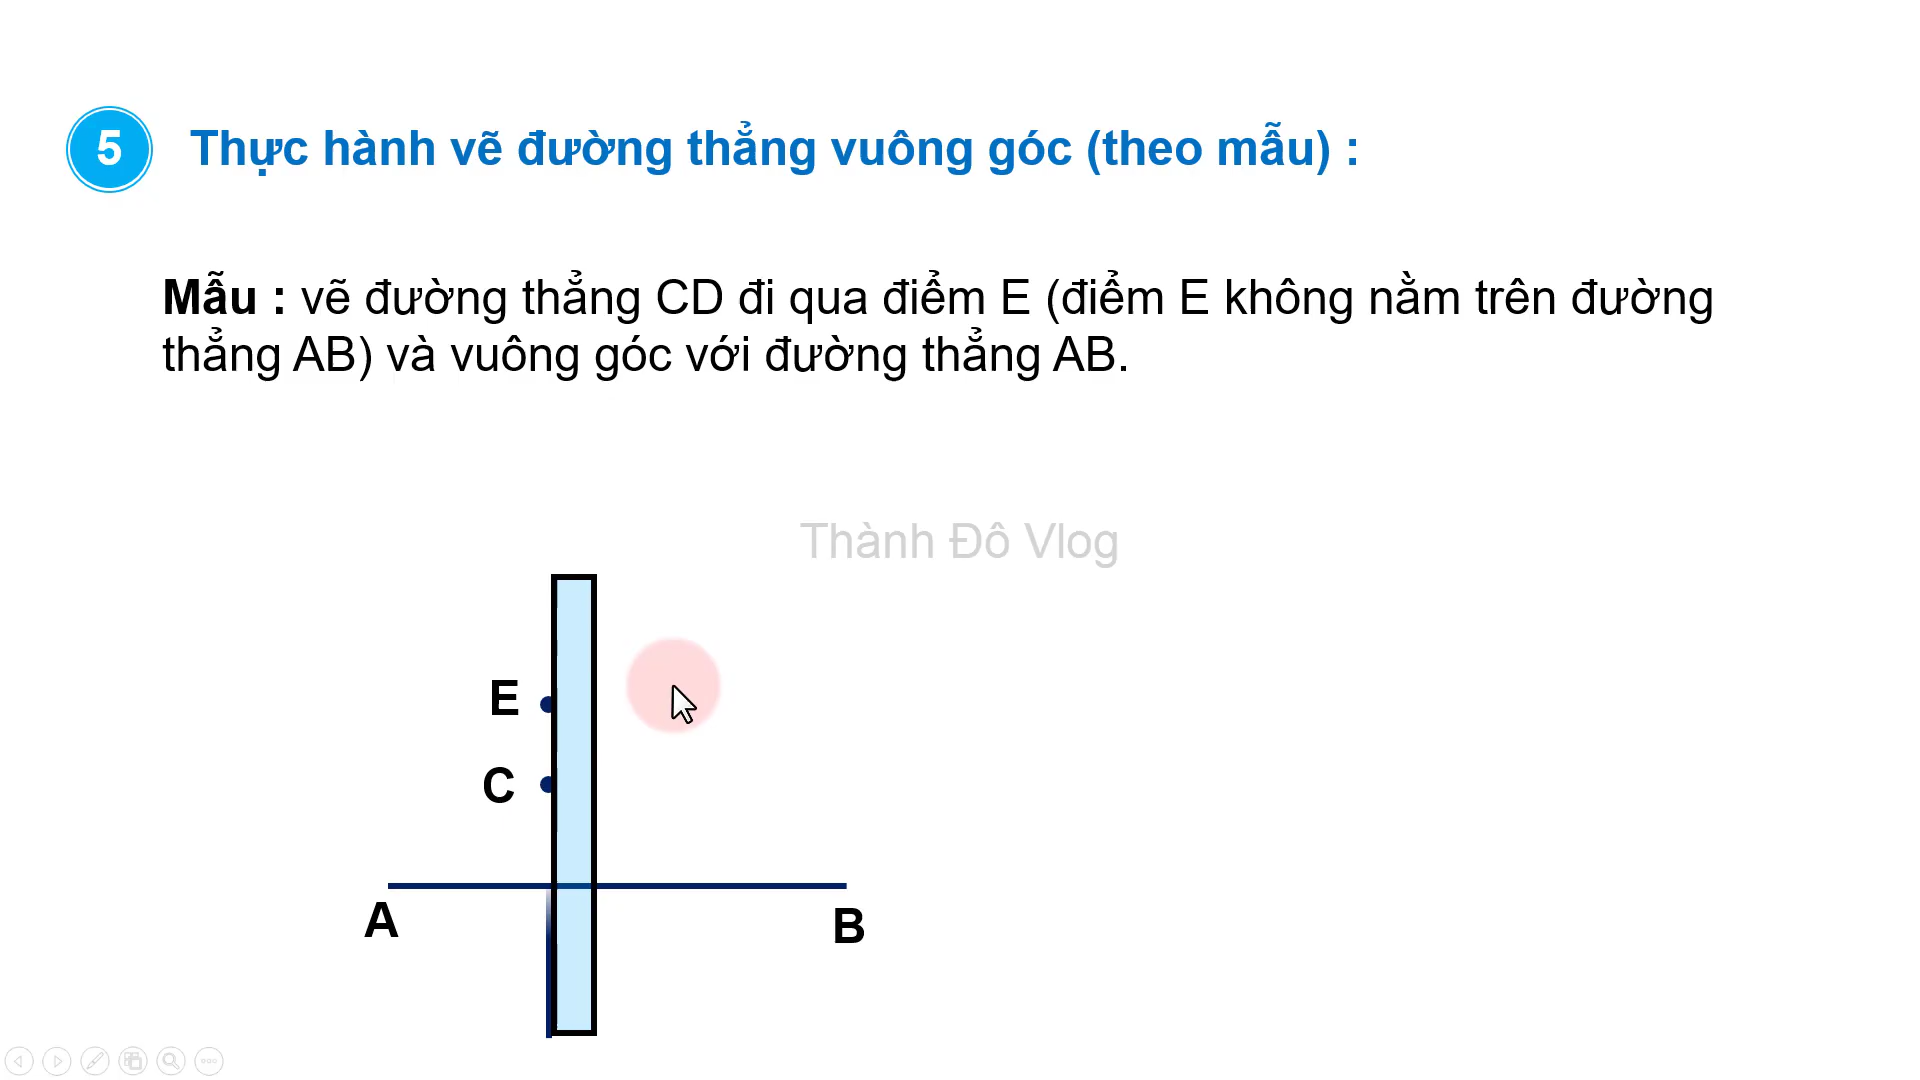 5 Thực hành vẽ đường thẳng vuông góc (theo mẫu) :
Mẫu : vẽ đường thẳng CD đi qua điểm E (điểm E không nằm trên đường
thẳng AB) và vuông góc với đường thẳng AB.
Thành Đô Vlog
E
C
A
B